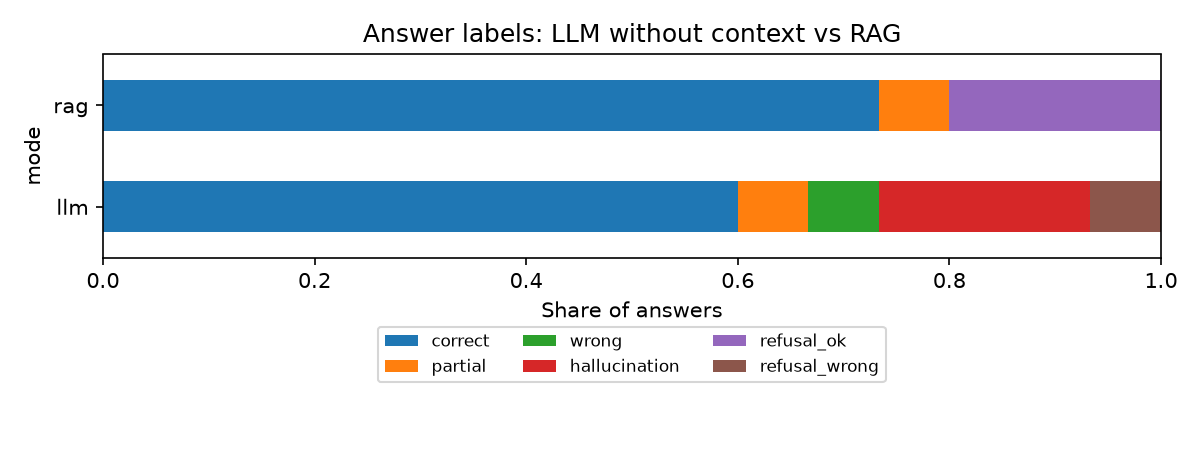 Answer labels: LLM without context vs RAG
mode
rag
llm
0.0 0.2 0.4 0.6 0.8 1.0
Share of answers
correct wrong refusal_ok
partial hallucination refusal_wrong